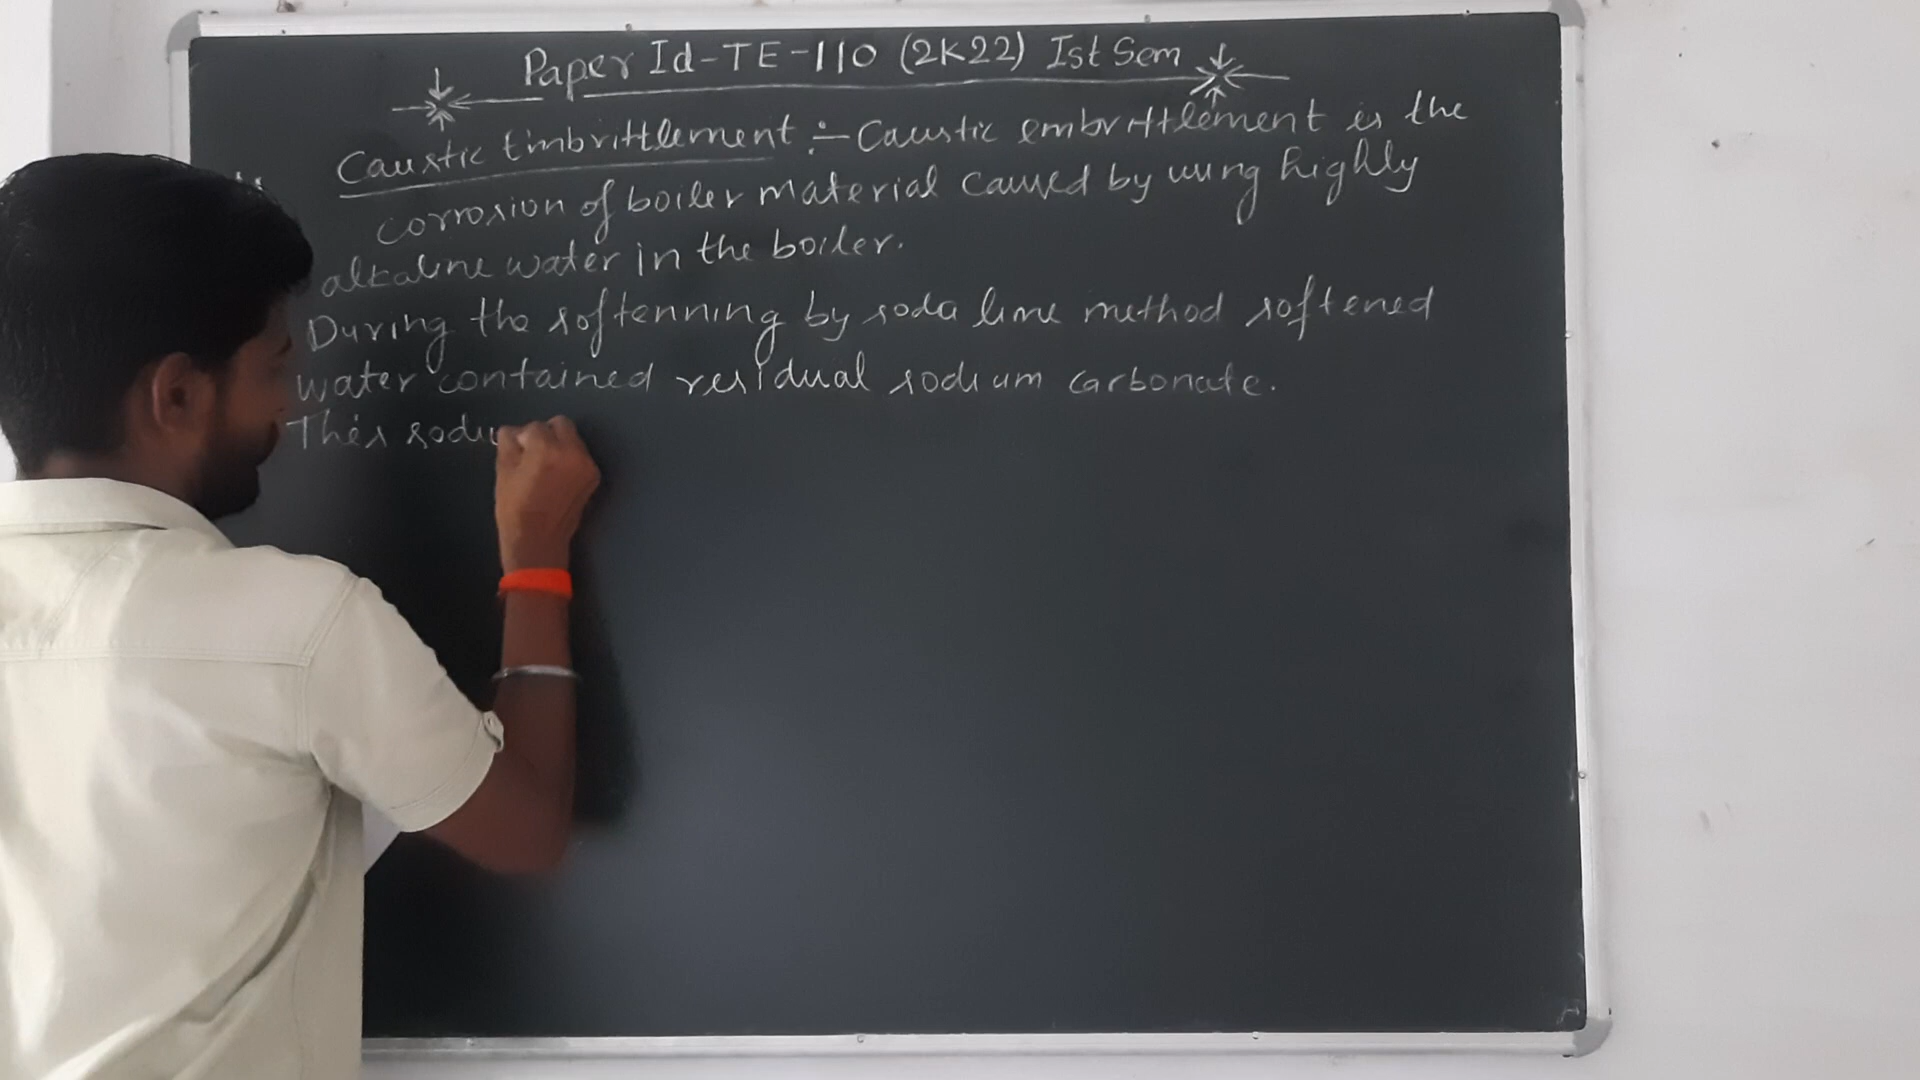 Paper Id-TE-110 (2K22) Ist Sem
Caustic Embrittlement :- Caustic embrittlement is the
corrosion of boiler material caused by using highly
alkaline water in the boiler.
During the softenning by soda lime method softened
water contained residual sodium carbonate.
This sodiu